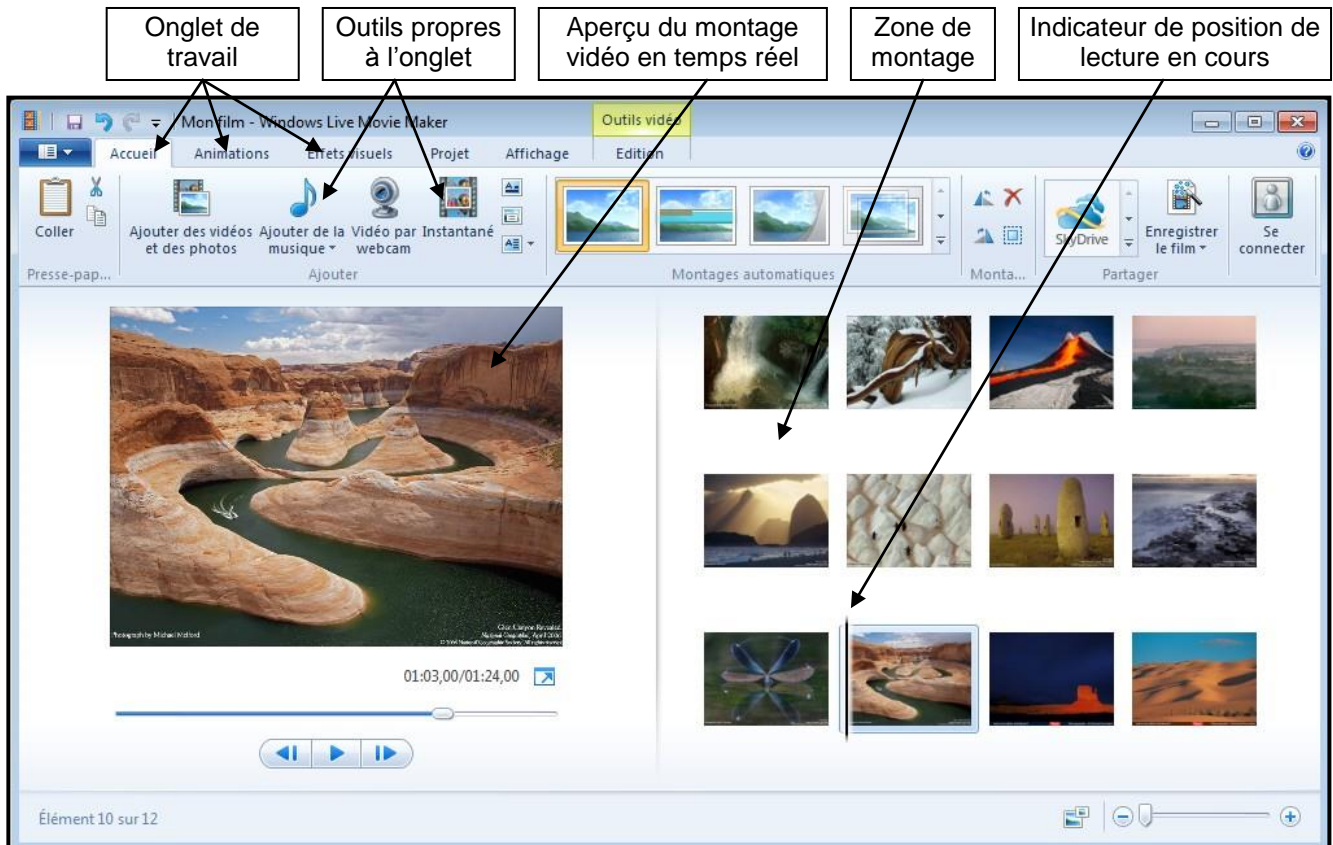 Onglet de
travail
Outils propres
à l'onglet
Aperçu du montage
vidéo en temps réel
Zone de
montage
Indicateur de position de
lecture en cours
Mon film - Windows Live Movie Maker
Outils vidéo
Accueil Animations Effets visuels Projet Affichage Edition
Coller
Ajouter des vidéos
et des photos
Ajouter de la
musique
Vidéo par
webcam
Instantané
SkyDrive
Enregistrer
le film
Se
connecter
Presse-pap... Ajouter Montages automatiques Monta... Partager
Photograph by Michael Melford
01:03,00/01:24,00
Élément 10 sur 12